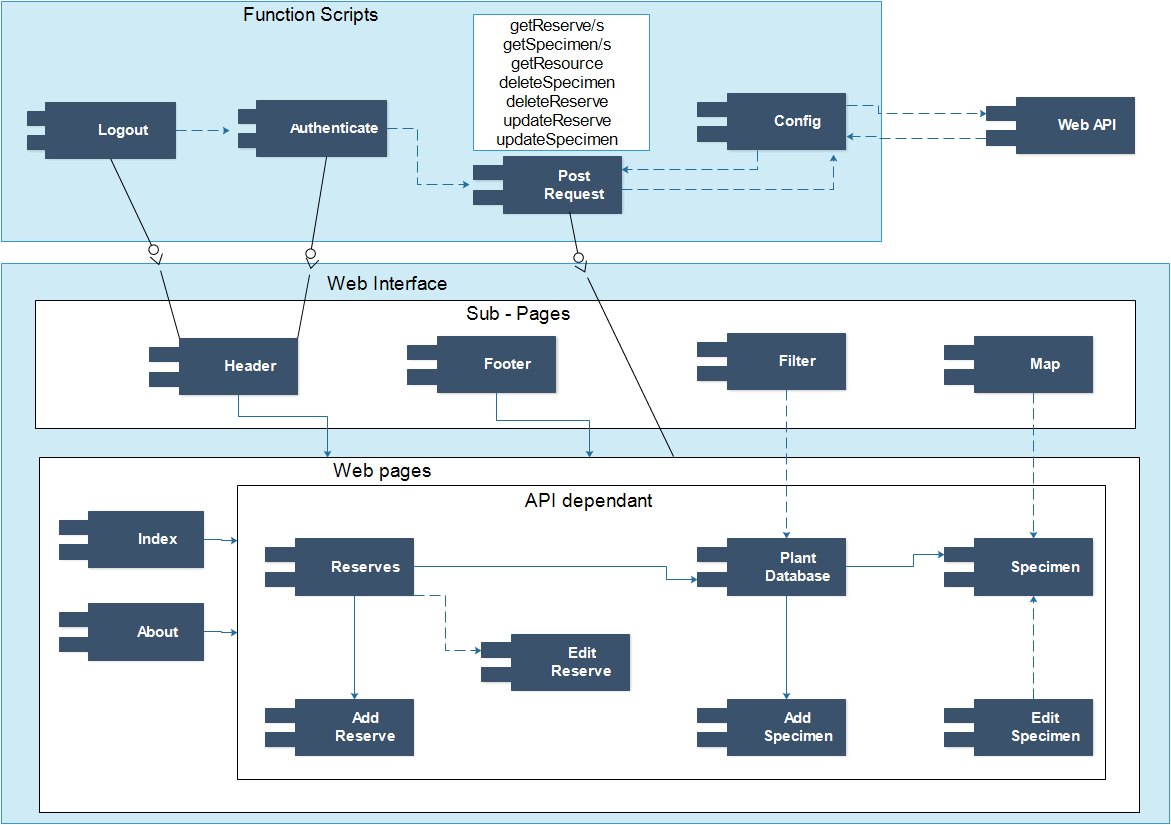 Function Scripts
getReserve/s
getSpecimen/s
getResource
deleteSpecimen
deleteReserve
updateReserve
updateSpecimen
Logout
Authenticate
Config
Web API
Post
Request
Web Interface
Sub - Pages
Header
Footer
Filter
Map
Web pages
API dependant
Index
Reserves
Plant
Database
Specimen
About
Edit
Reserve
Add
Reserve
Add
Specimen
Edit
Specimen